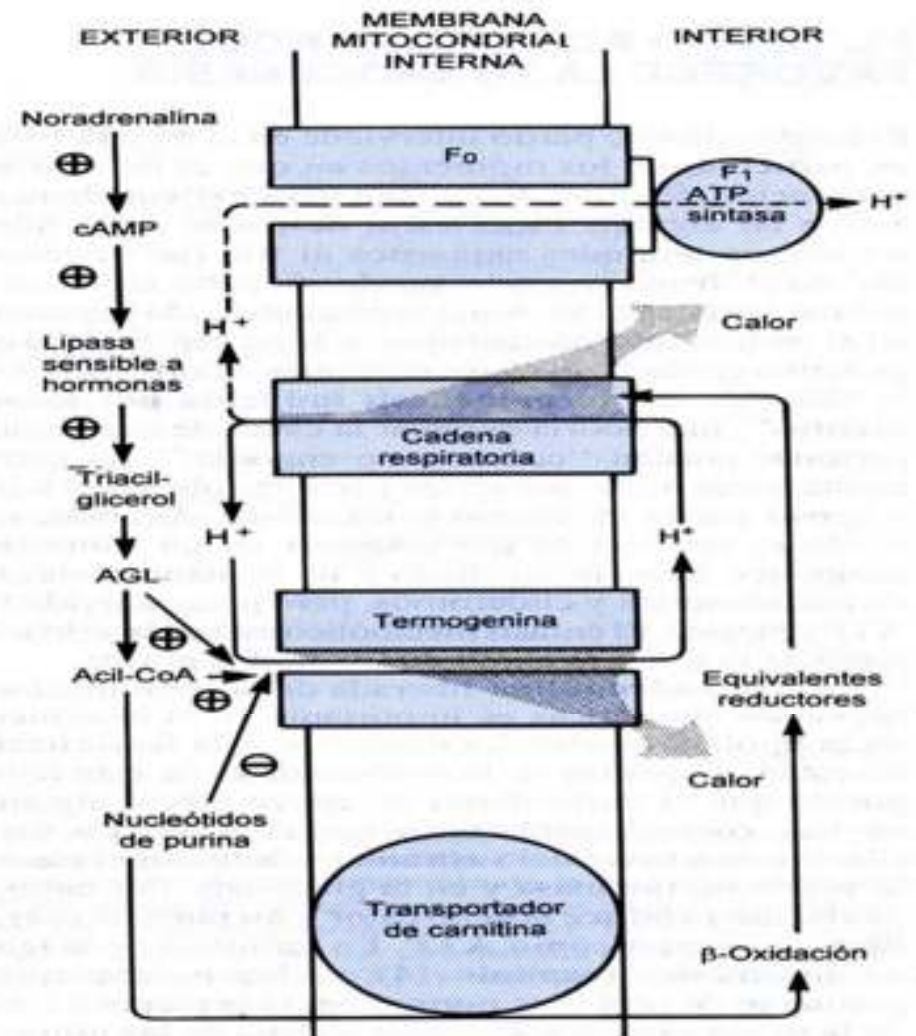 EXTERIOR
MEMBRANA
MITOCONDRIAL
INTERNA
INTERIOR
Noradrenalina
⊕
cAMP
⊕
Lipasa
sensible a
hormonas
⊕
Triacil-
glicerol
AGL
⊕
Acil-CoA
⊕
⊖
Nucleótidos
de purina
F0
F1
ATP
sintasa
H+
H+
Calor
Cadena
respiratoria
H+
H+
Termogenina
Equivalentes
reductores
Calor
Transportador
de carnitina
β-Oxidación